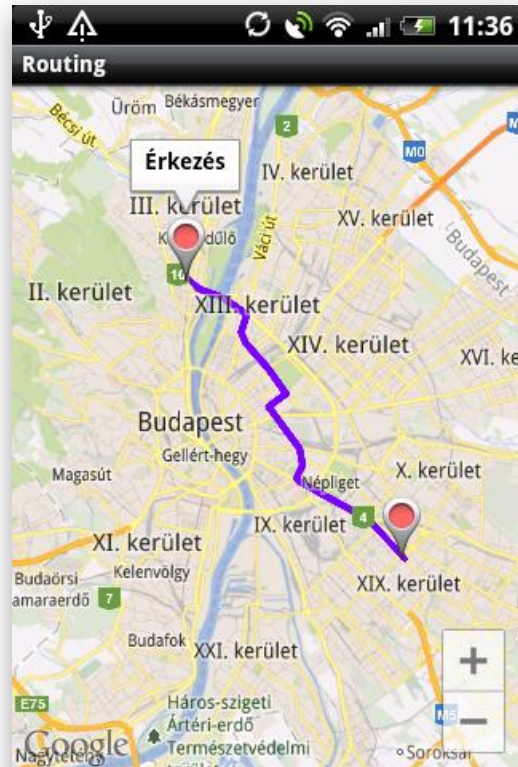 11:36
Routing
Békásmegyer
Üröm
Bécsi út
2
M0
Érkezés
IV. kerület
III. kerület
XV. kerület
Váci út
Budapest
10
II. kerület
XIII. kerület
XIV. kerület
XVI. ke
Budapest
Gellért-hegy
Magasút
X. kerület
Népliget
4
IX. kerület
XI. kerület
Kelenvölgy
XIX. kerület
Budaörsi
amaraerdő
7
Budafok
XXI. kerület
+
E75
Háros-szigeti
M5
−
Ártéri-erdő
Google
Nagytétény
Természetvédelmi
Soroksár